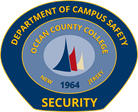 DEPARTMENT OF CAMPUS SAFETY
OCEAN COUNTY COLLEGE
NEW JERSEY
1964
SECURITY